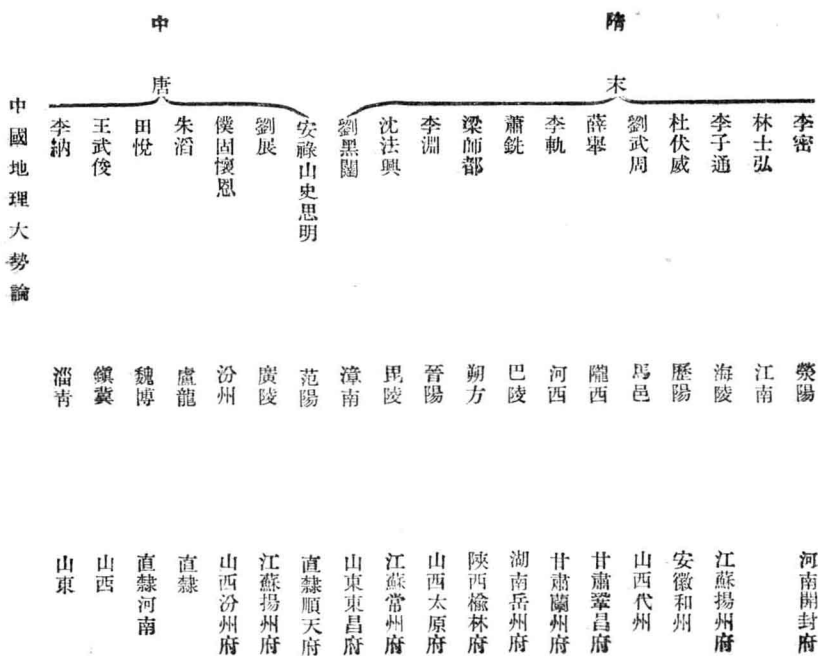 隋末
李密 滎陽 河南開封府
林士弘 江南
李子通 海陵 江蘇揚州府
杜伏威 歷陽 安徽和州
劉武周 馬邑 山西代州
薛舉 隴西 甘肅鞏昌府
李軌 河西 甘肅蘭州府
蕭銑 巴陵 湖南岳州府
梁師都 朔方 陝西榆林府
李淵 晉陽 山西太原府
沈法興 毘陵 江蘇常州府
劉黑闥 漳南 山東東昌府
中唐
安祿山史思明 范陽 直隸順天府
劉展 廣陵 江蘇揚州府
僕固懷恩 汾州 山西汾州府
朱滔 盧龍 直隸
田悅 魏博 直隸河南
王武俊 鎮冀 山西
李納 淄青 山東
中國地理大勢論